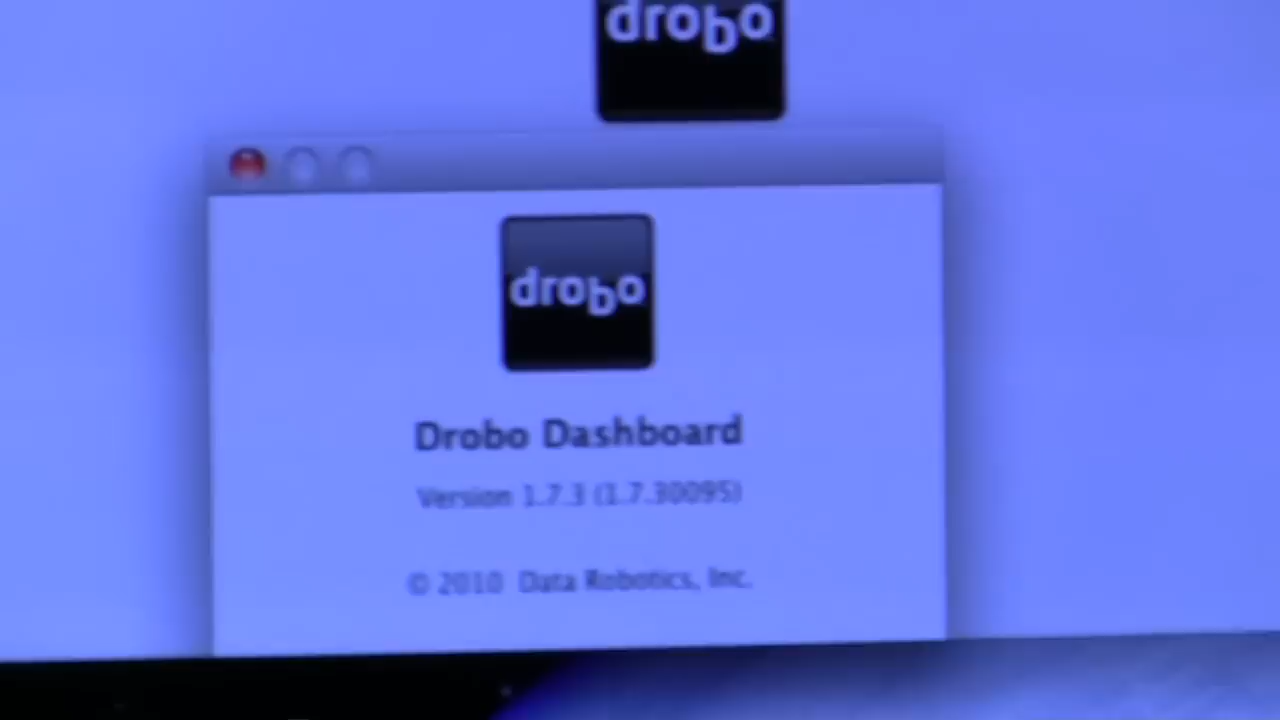 drobo
drobo
Drobo Dashboard
Version 1.7.3 (1.7.30095)
© 2010 Data Robotics, Inc.